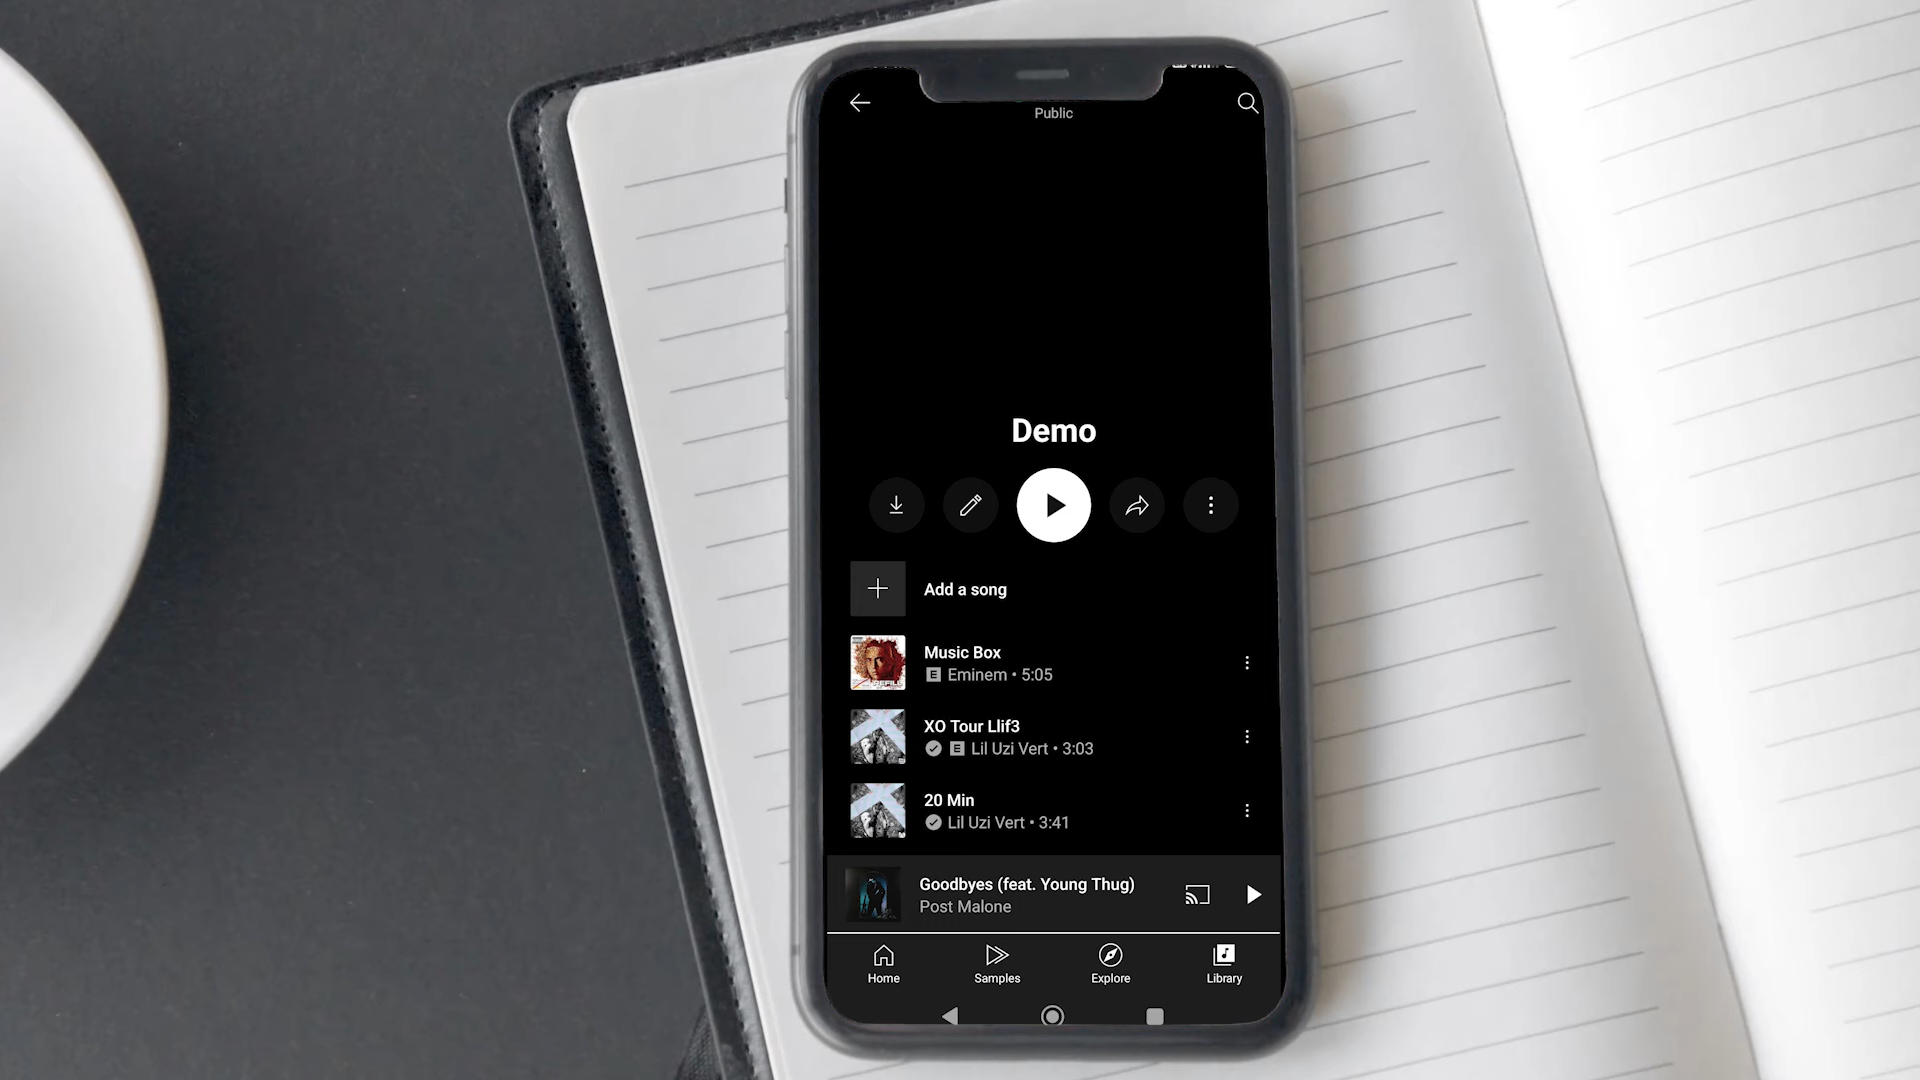 Public
Demo
Add a song
Music Box
E Eminem • 5:05
XO Tour Llif3
E Lil Uzi Vert • 3:03
20 Min
Lil Uzi Vert • 3:41
Goodbyes (feat. Young Thug)
Post Malone
Home
Samples
Explore
Library